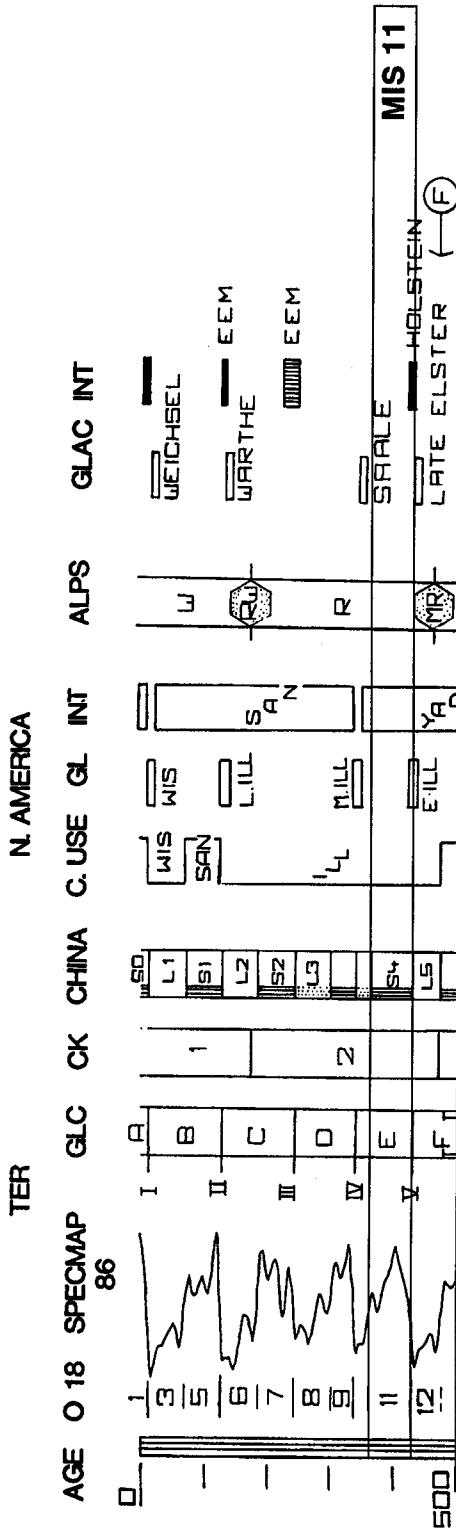 TER N. AMERICA
AGE O 18 SPECMAP GLC CK CHINA C. USE GL INT ALPS GLAC INT
86
0
500
1
3
5
6
7
8
9
11
12
I
II
III
IV
V
A
B
C
D
E
F
1
2
S0
L1
S1
L2
S2
L3
S4
L5
WIS
SAN
ILL
WIS
L.ILL
M.ILL
E.ILL
SAN
W
RW
R
MR
WEICHSEL
WARTHE
SAALE
LATE ELSTER
EEM
EEM
HOLSTEIN
F
MIS 11